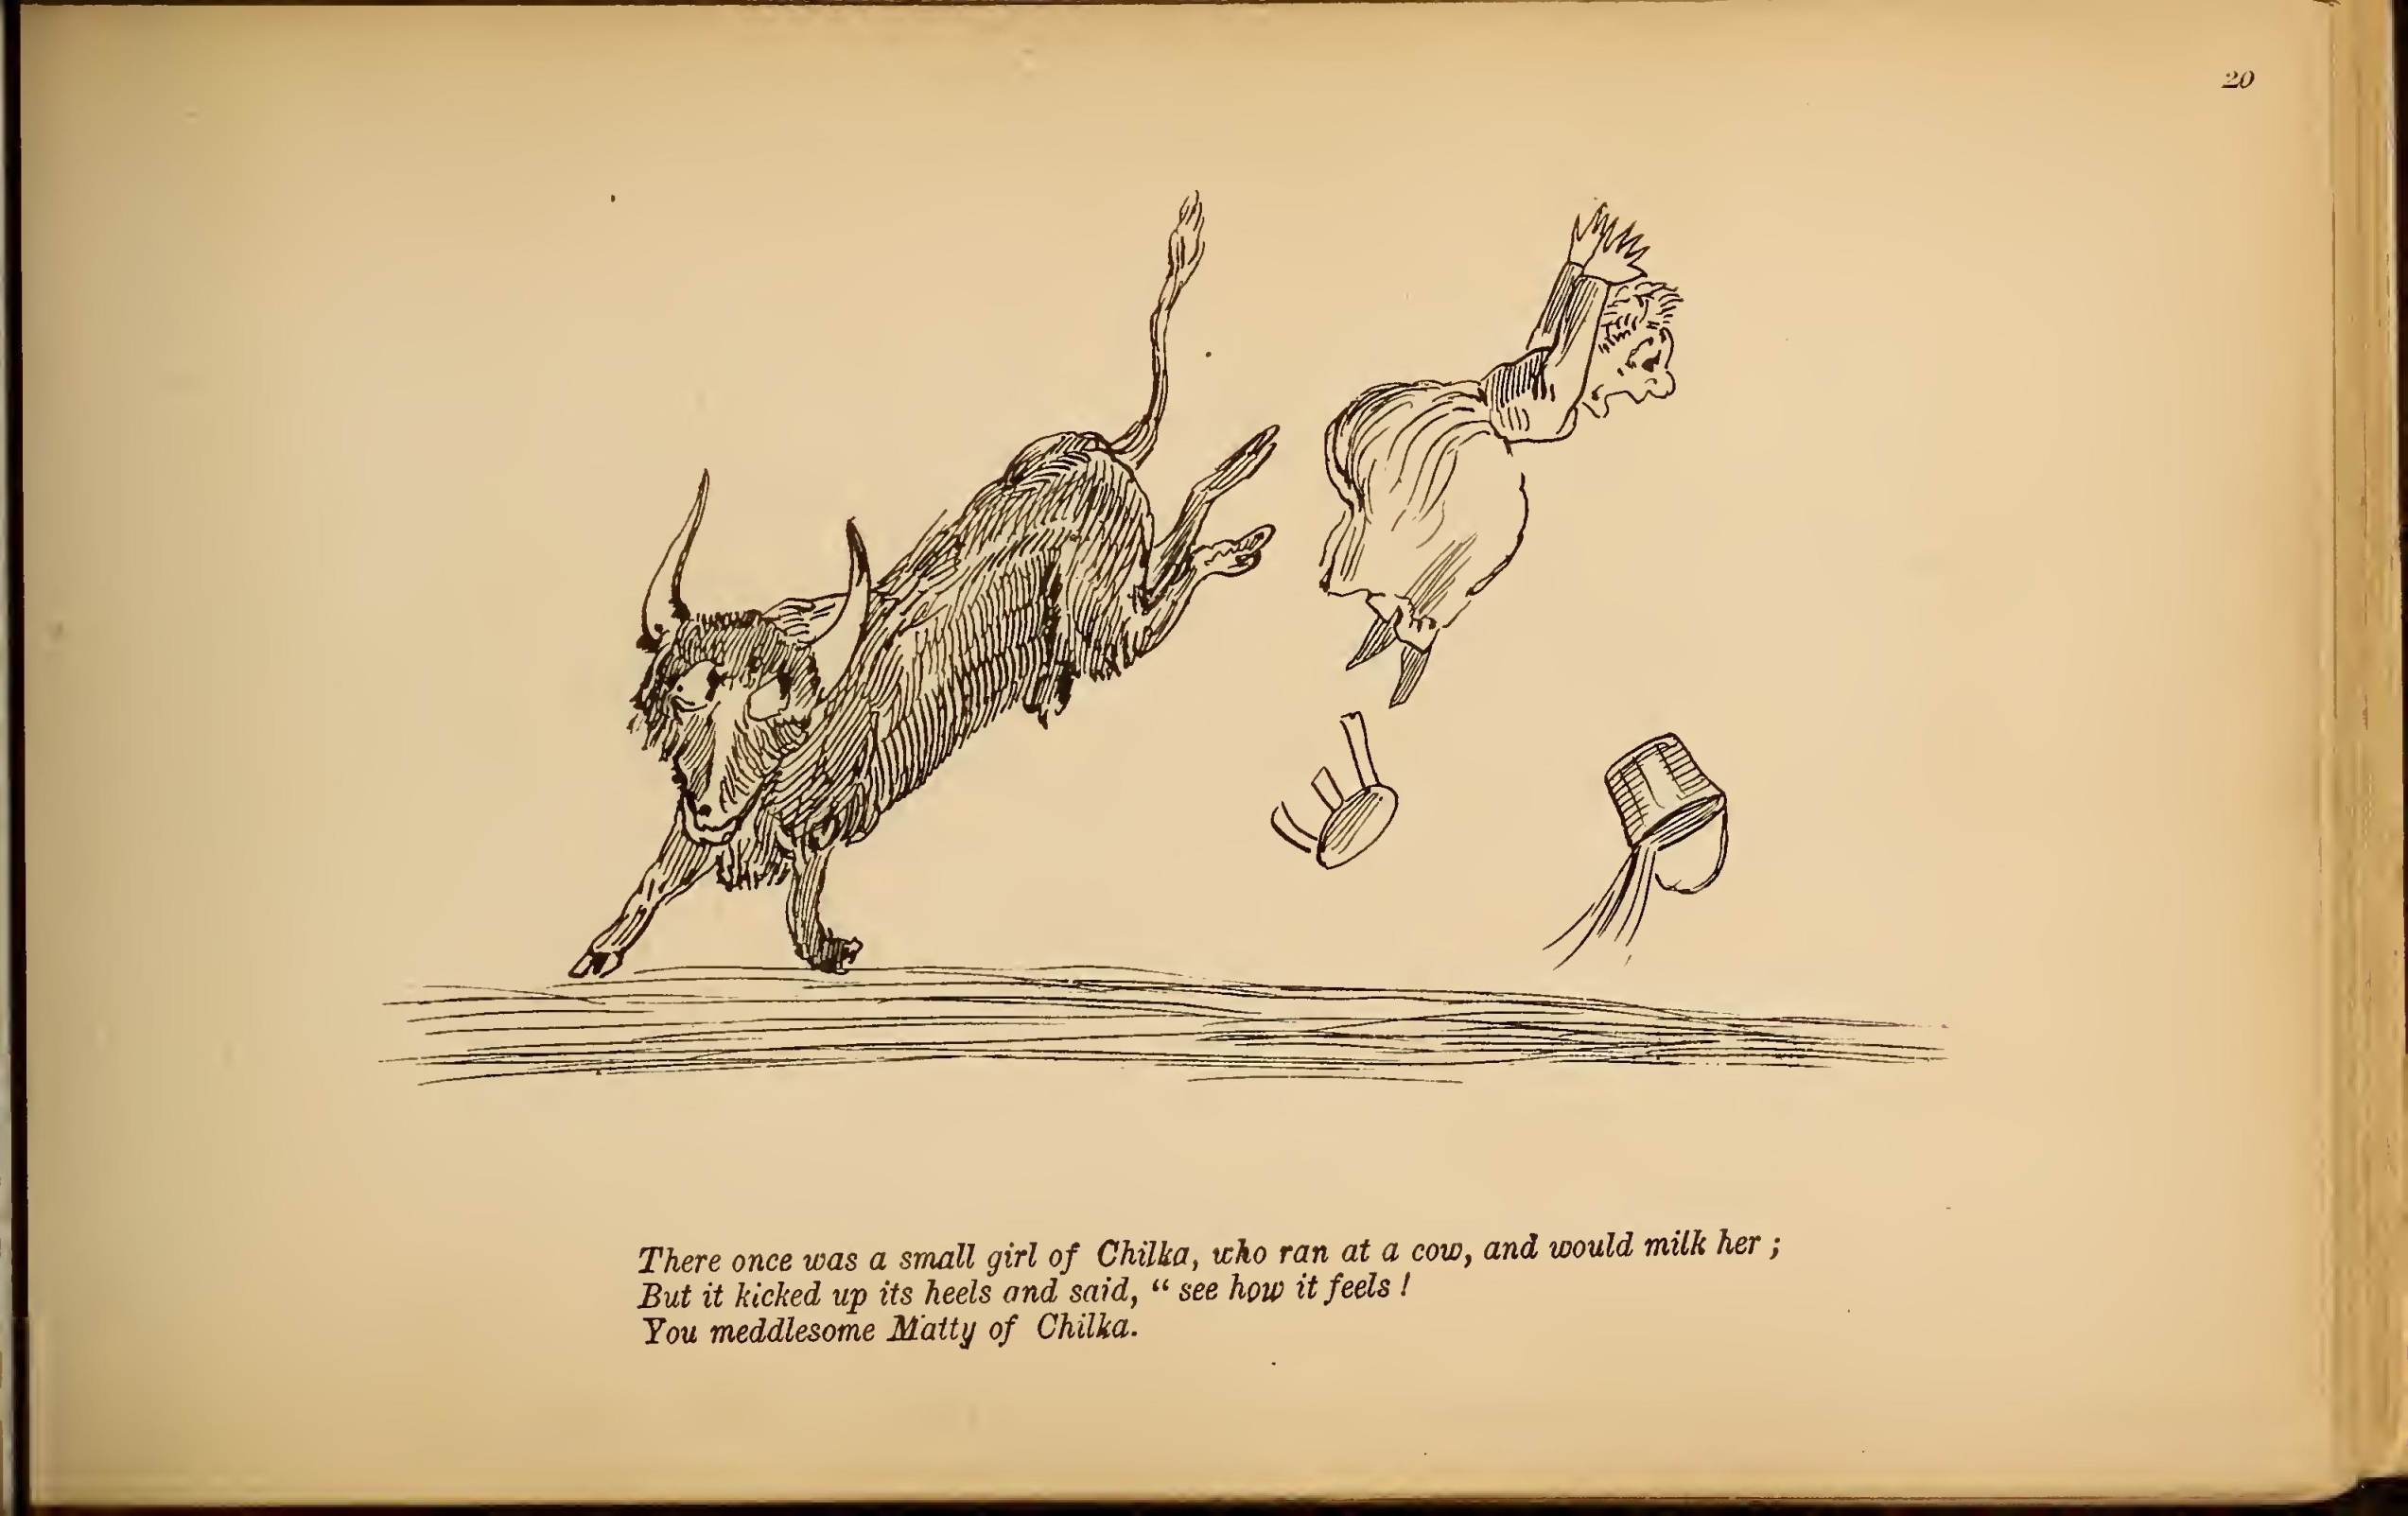 20
There once was a small girl of Chilka, who ran at a cow, and would milk her ;
But it kicked up its heels and said, “ see how it feels !
You meddlesome Matty of Chilka.